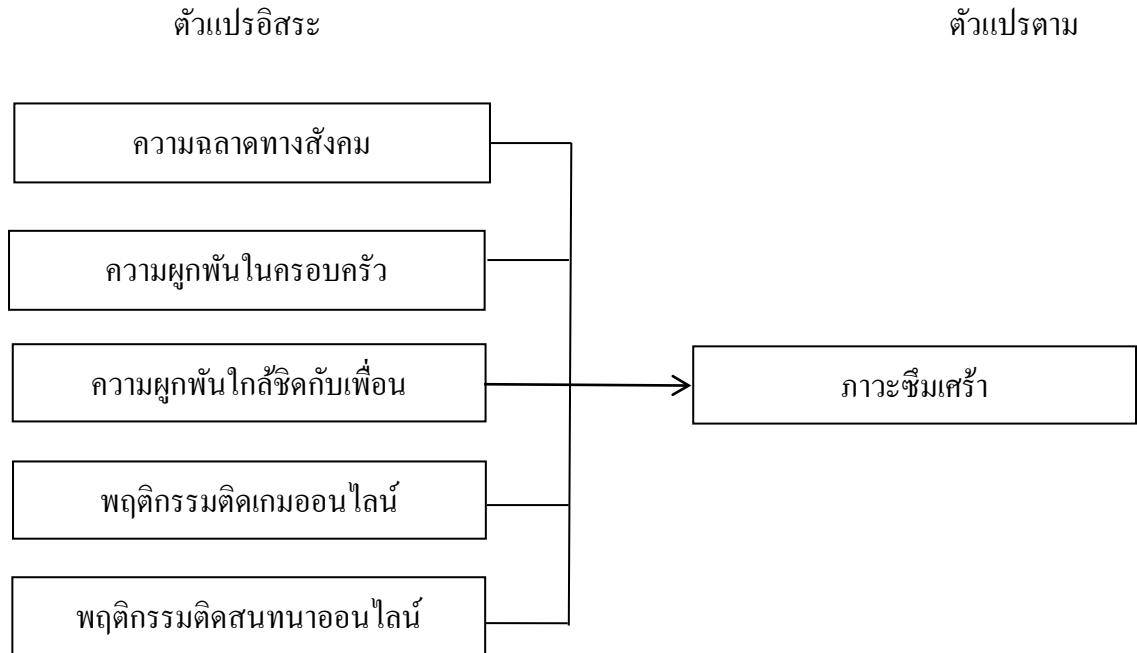 ตัวแปรอิสระ
ตัวแปรตาม
ความฉลาดทางสังคม
ความผูกพันในครอบครัว
ความผูกพันใกล้ชิดกับเพื่อน
ภาวะซึมเศร้า
พฤติกรรมติดเกมออนไลน์
พฤติกรรมติดสนทนาออนไลน์